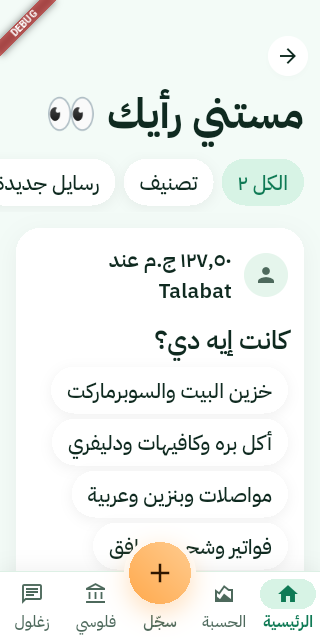 DEBUG
مستني رأيك 👀
الكل ٢
تصنيف
رسايل جديدة
١٢٧,٥٠ ج.م عند
Talabat
كانت إيه دي؟
خزين البيت والسوبرماركت
أكل بره وكافيهات ودليفري
مواصلات وبنزين وعربية
فواتير وشحن
الرئيسية
الحسبة
سجّل
فلوسي
زغلول